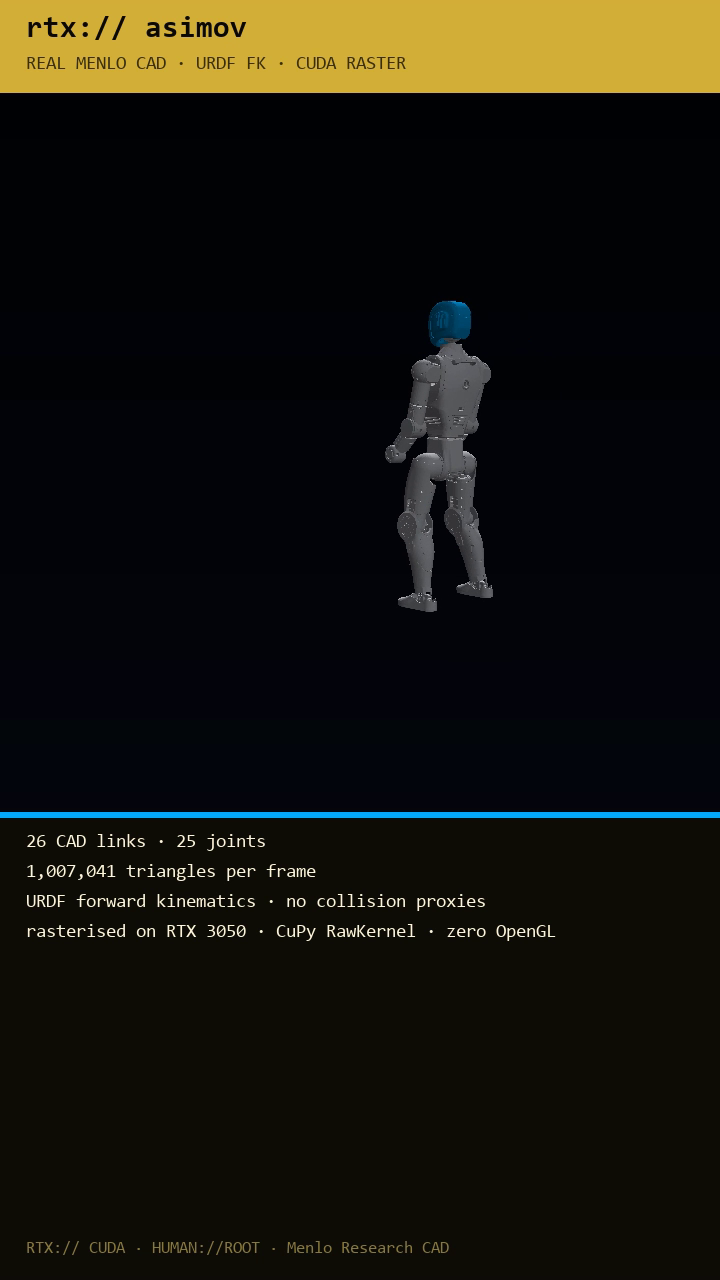 rtx:// asimov
REAL MENLO CAD · URDF FK · CUDA RASTER
26 CAD links · 25 joints
1,007,041 triangles per frame
URDF forward kinematics · no collision proxies
rasterised on RTX 3050 · CuPy RawKernel · zero OpenGL
RTX:// CUDA · HUMAN://ROOT · Menlo Research CAD